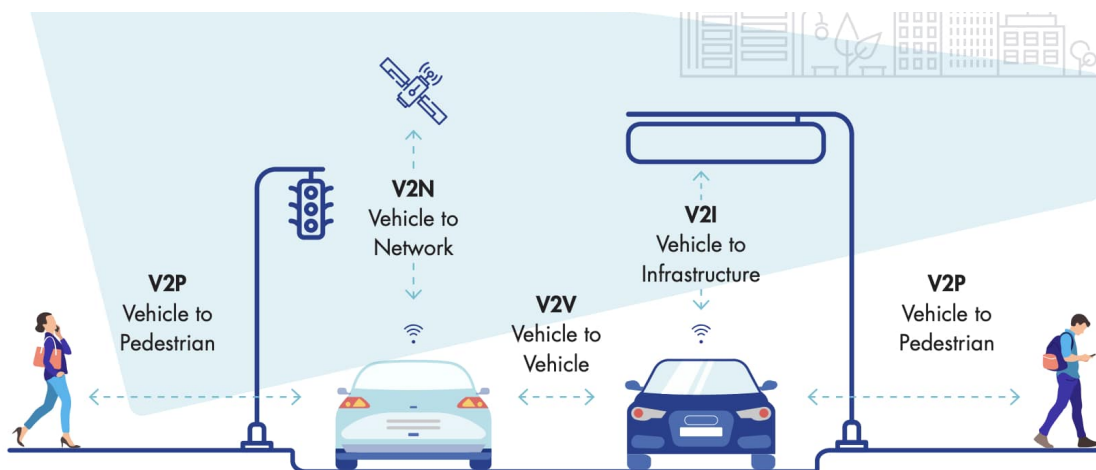 V2N
Vehicle to
Network
V2I
Vehicle to
Infrastructure
V2P
Vehicle to
Pedestrian
V2V
Vehicle to
Vehicle
V2P
Vehicle to
Pedestrian